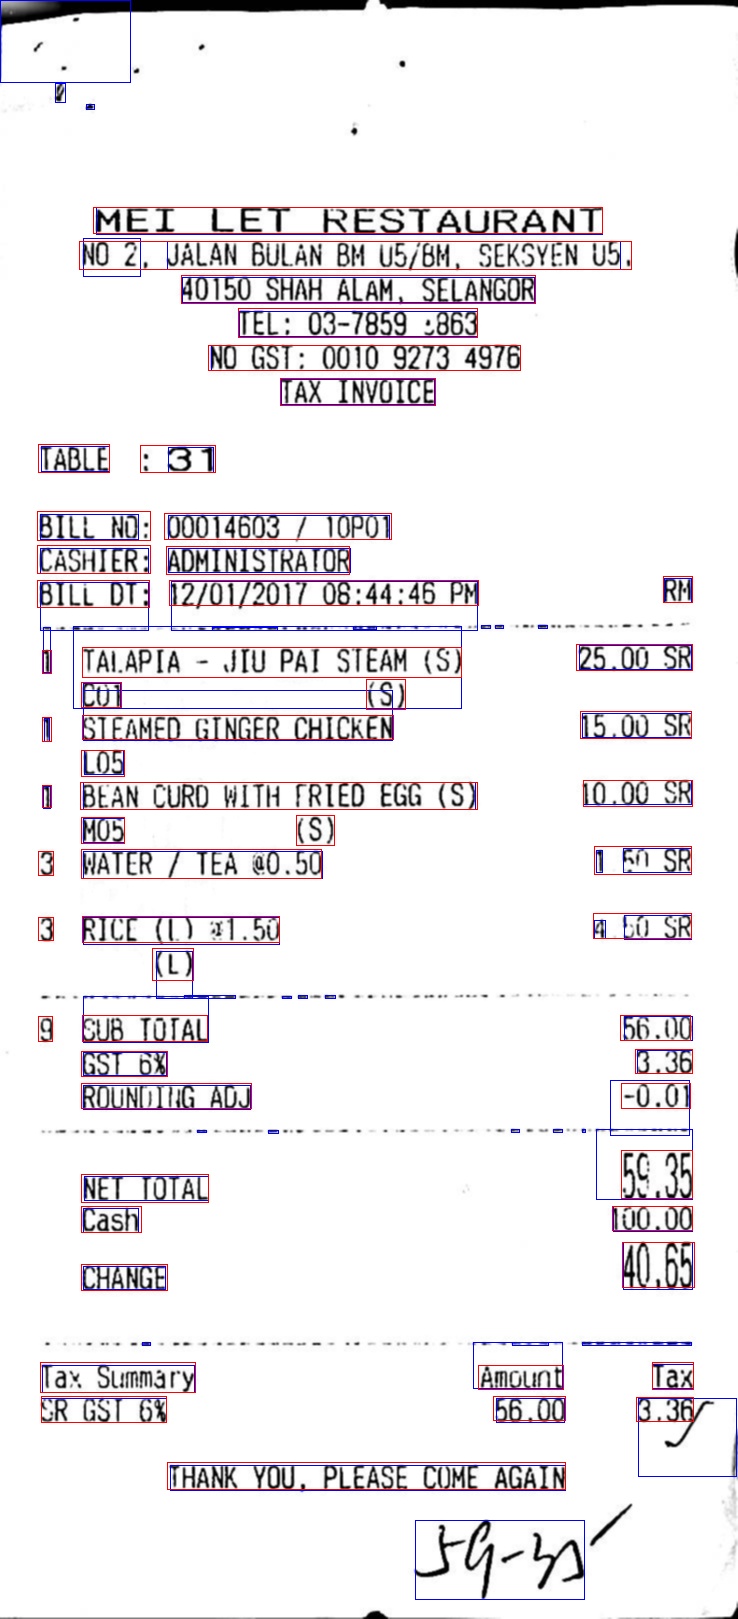 MEI LET RESTAURANT
NO 2, JALAN BULAN BM U5/BM, SEKSYEN U5,
40150 SHAH ALAM, SELANGOR
TEL: 03-7859
NO GST: 0010 9273 4976
TAX INVOICE
TABLE : 31
BILL NO: 00014603 / 10P01
CASHIER: ADMINISTRATOR
BILL DT: 12/01/2017 08:44:46 PM RM
1 TALAPIA - JIU PAI STEAM (S) 25.00 SR
C01 (S)
1 STEAMED GINGER CHICKEN 15.00 SR
L05
1 BEAN CURD WITH FRIED EGG (S) 10.00 SR
M05 (S)
3 WATER / TEA @0.50 1.50 SR
3 RICE (L) @1.50 4.50 SR
(L)
9 SUB TOTAL 56.00
GST 6% 3.36
ROUNDING ADJ -0.01
NET TOTAL 59.35
Cash 100.00
CHANGE 40.65
Tax Summary Amount Tax
SR GST 6% 56.00 3.36
THANK YOU, PLEASE COME AGAIN
59-35